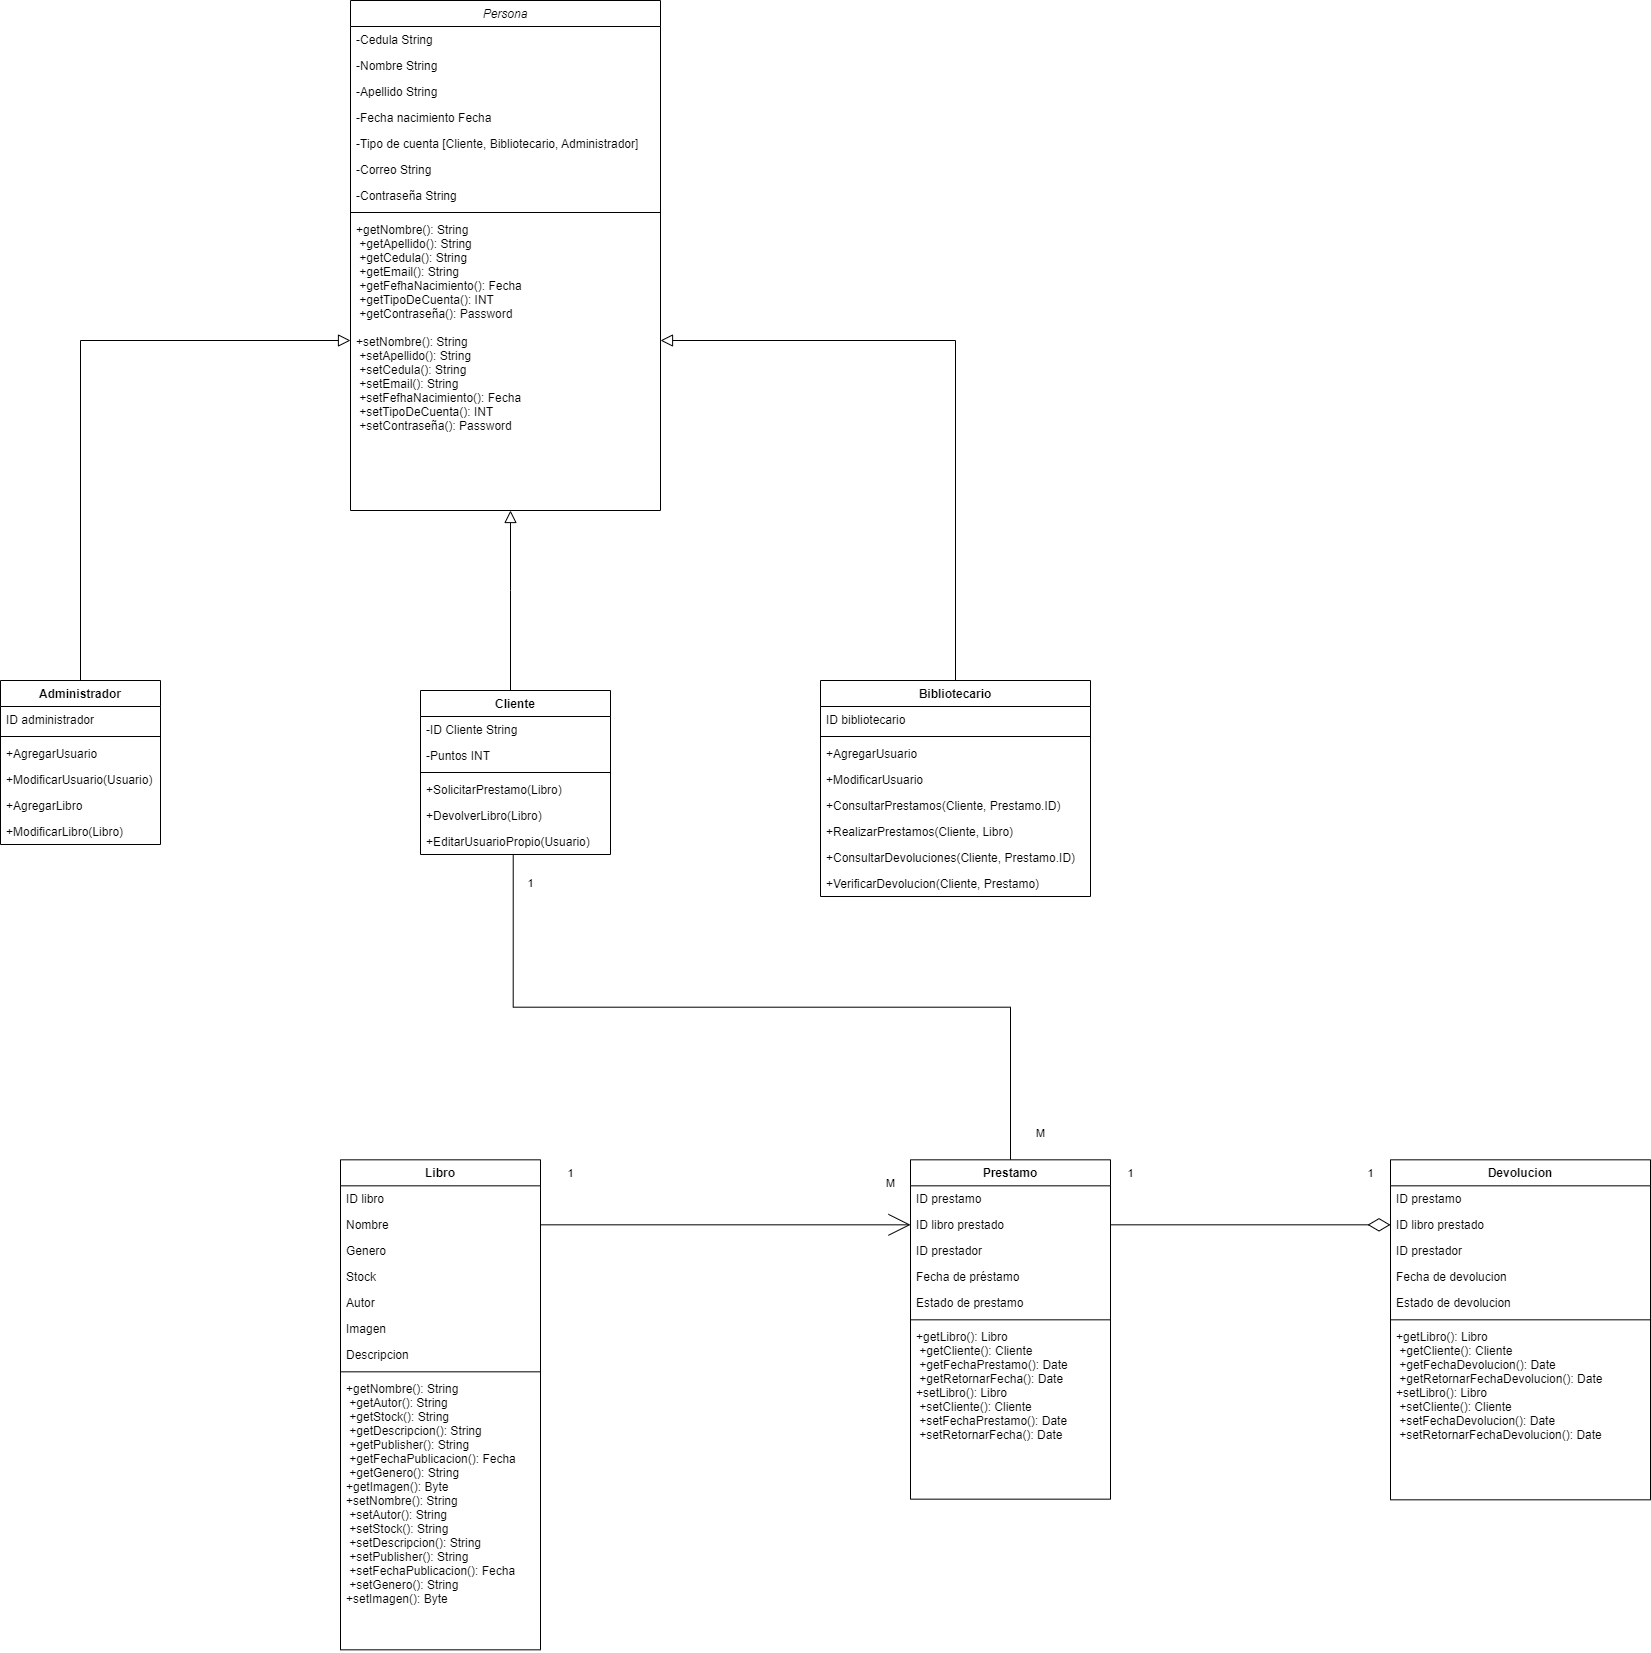 Persona
-Cedula String
-Nombre String
-Apellido String
-Fecha nacimiento Fecha
-Tipo de cuenta [Cliente, Bibliotecario, Administrador]
-Correo String
-Contraseña String
+getNombre(): String
+getApellido(): String
+getCedula(): String
+getEmail(): String
+getFefhaNacimiento(): Fecha
+getTipoDeCuenta(): INT
+getContraseña(): Password
+setNombre(): String
+setApellido(): String
+setCedula(): String
+setEmail(): String
+setFefhaNacimiento(): Fecha
+setTipoDeCuenta(): INT
+setContraseña(): Password
Administrador
ID administrador
+AgregarUsuario
+ModificarUsuario(Usuario)
+AgregarLibro
+ModificarLibro(Libro)
Cliente
-ID Cliente String
-Puntos INT
+SolicitarPrestamo(Libro)
+DevolverLibro(Libro)
+EditarUsuarioPropio(Usuario)
1
Bibliotecario
ID bibliotecario
+AgregarUsuario
+ModificarUsuario
+ConsultarPrestamos(Cliente, Prestamo.ID)
+RealizarPrestamos(Cliente, Libro)
+ConsultarDevoluciones(Cliente, Prestamo.ID)
+VerificarDevolucion(Cliente, Prestamo)
M
Libro
ID libro
Nombre
Genero
Stock
Autor
Imagen
Descripcion
+getNombre(): String
+getAutor(): String
+getStock(): String
+getDescripcion(): String
+getPublisher(): String
+getFechaPublicacion(): Fecha
+getGenero(): String
+getImagen(): Byte
+setNombre(): String
+setAutor(): String
+setStock(): String
+setDescripcion(): String
+setPublisher(): String
+setFechaPublicacion(): Fecha
+setGenero(): String
+setImagen(): Byte
1
M
Prestamo
ID prestamo
ID libro prestado
ID prestador
Fecha de préstamo
Estado de prestamo
+getLibro(): Libro
+getCliente(): Cliente
+getFechaPrestamo(): Date
+getRetornarFecha(): Date
+setLibro(): Libro
+setCliente(): Cliente
+setFechaPrestamo(): Date
+setRetornarFecha(): Date
1
1
Devolucion
ID prestamo
ID libro prestado
ID prestador
Fecha de devolucion
Estado de devolucion
+getLibro(): Libro
+getCliente(): Cliente
+getFechaDevolucion(): Date
+getRetornarFechaDevolucion(): Date
+setLibro(): Libro
+setCliente(): Cliente
+setFechaDevolucion(): Date
+setRetornarFechaDevolucion(): Date